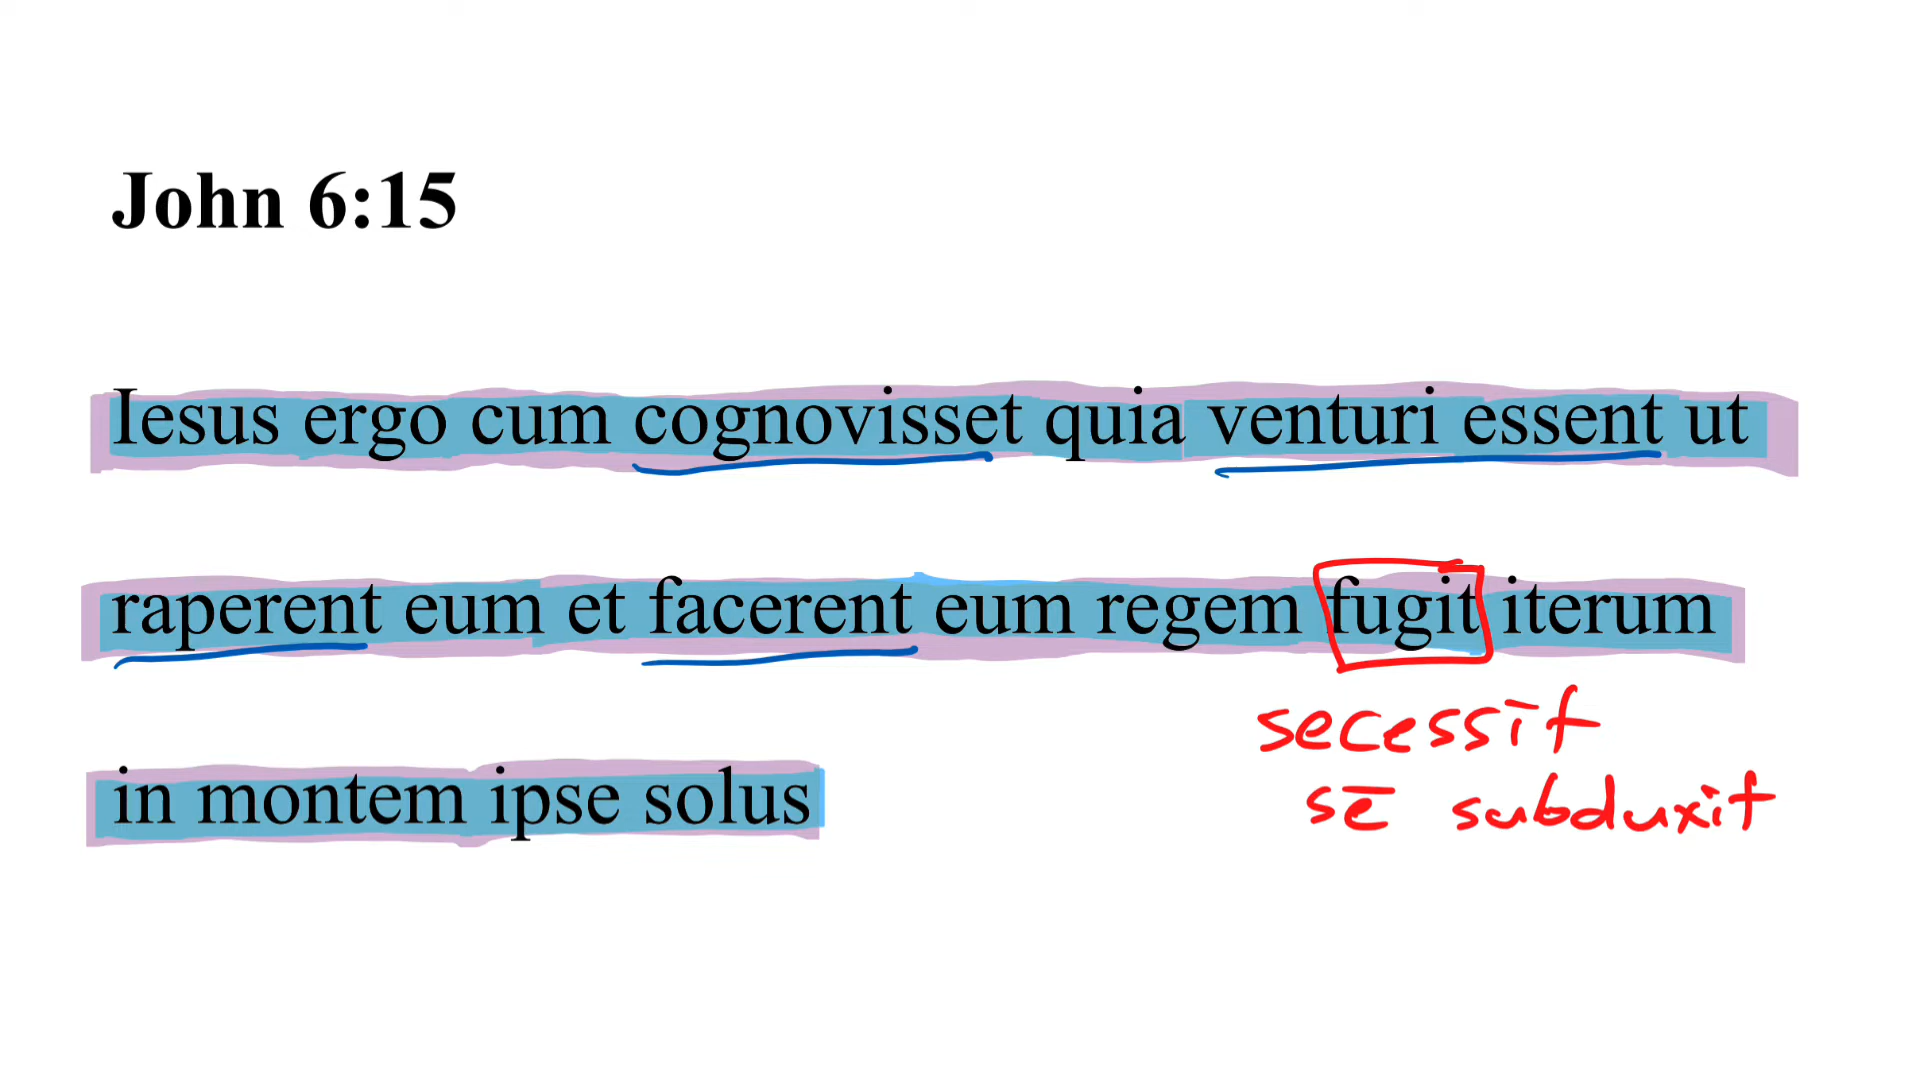 John 6:15
Iesus ergo cum cognovisset quia venturi essent ut
raperent eum et facerent eum regem fugit iterum
secessit
in montem ipse solus
sē subduxit